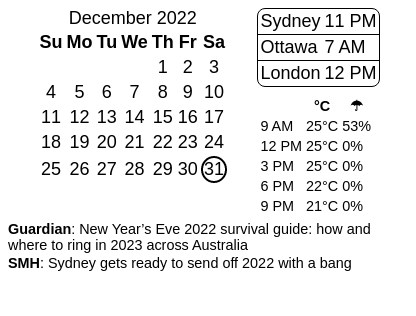 December 2022
Su Mo Tu We Th Fr Sa
1 2 3
4 5 6 7 8 9 10
11 12 13 14 15 16 17
18 19 20 21 22 23 24
25 26 27 28 29 30 31
Sydney 11 PM
Ottawa 7 AM
London 12 PM
°C ☂
9 AM 25°C 53%
12 PM 25°C 0%
3 PM 25°C 0%
6 PM 22°C 0%
9 PM 21°C 0%
Guardian: New Year’s Eve 2022 survival guide: how and
where to ring in 2023 across Australia
SMH: Sydney gets ready to send off 2022 with a bang